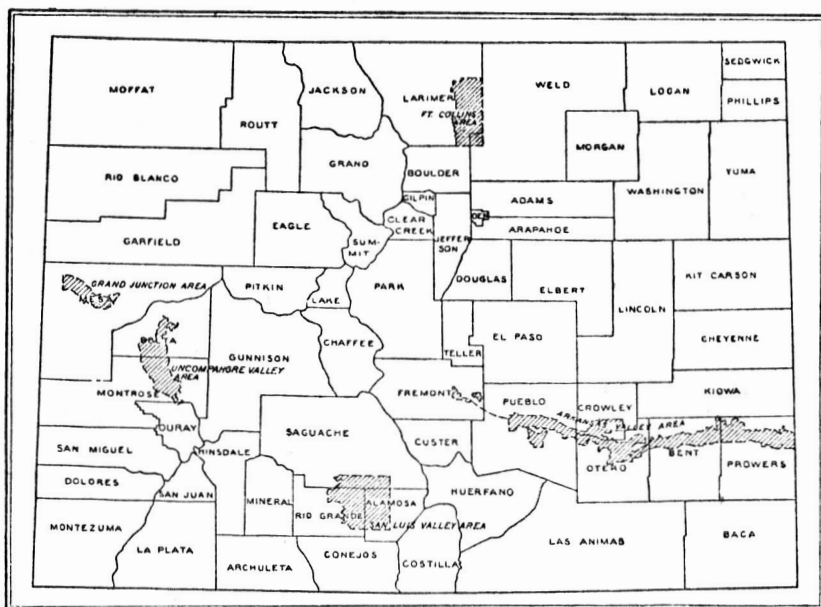 SEDGWICK
MOFFAT
JACKSON
LARIMER
WELD
LOGAN
PHILLIPS
ROUTT
FT. COLLINS
AREA
MORGAN
GRAND
BOULDER
YUMA
RIO BLANCO
WASHINGTON
GILPIN
ADAMS
EAGLE
CLEAR
CREEK
DEN
ARAPAHOE
GARFIELD
SUM-
MIT
JEFFER
SON
GRAND JUNCTION AREA
MESA
PITKIN
LAKE
PARK
DOUGLAS
ELBERT
KIT CARSON
LINCOLN
DELTA
GUNNISON
CHAFFEE
EL PASO
CHEYENNE
TELLER
UNCOMPAHGRE VALLEY
AREA
MONTROSE
FREMONT
PUEBLO
CROWLEY
KIOWA
ARKANSAS VALLEY AREA
OURAY
SAGUACHE
CUSTER
SAN MIGUEL
HINSDALE
OTERO
BENT
PROWERS
DOLORES
SAN JUAN
MINERAL
RIO GRANDE
ALAMOSA
HUERFANO
SAN LUIS VALLEY AREA
MONTEZUMA
LA PLATA
ARCHULETA
CONEJOS
COSTILLA
LAS ANIMAS
BACA